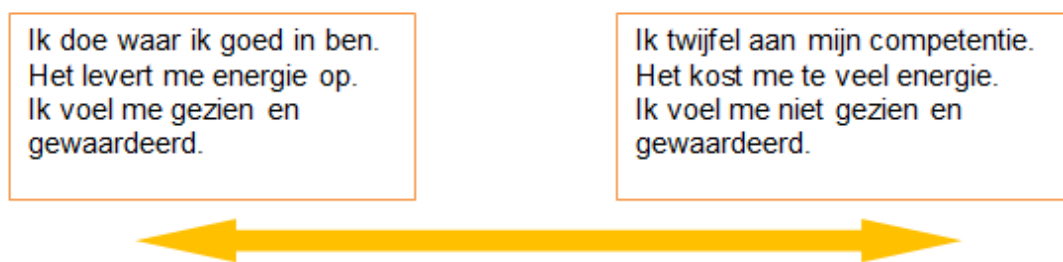 Ik doe waar ik goed in ben.
Het levert me energie op.
Ik voel me gezien en
gewaardeerd.
Ik twijfel aan mijn competentie.
Het kost me te veel energie.
Ik voel me niet gezien en
gewaardeerd.